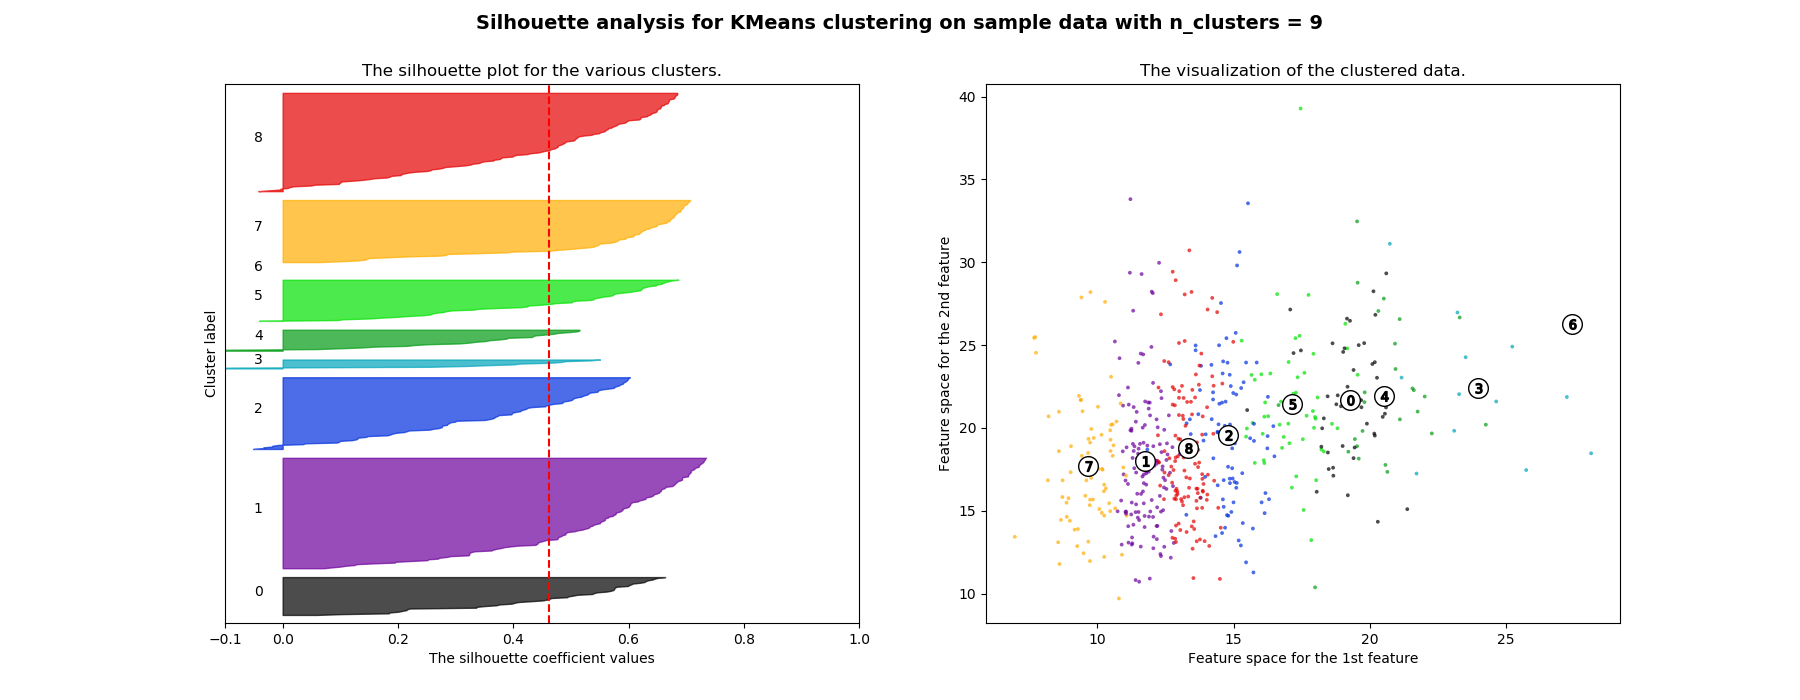 Silhouette analysis for KMeans clustering on sample data with n_clusters = 9
The silhouette plot for the various clusters.
8
7
6
5
4
3
2
1
0
Cluster label
−0.1 0.0 0.2 0.4 0.6 0.8 1.0
The silhouette coefficient values
The visualization of the clustered data.
40
35
30
25
20
15
10
Feature space for the 2nd feature
6
3
4
0
5
2
8
1
7
10 15 20 25
Feature space for the 1st feature